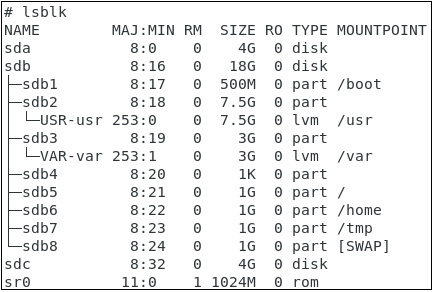 # lsblk
NAME        MAJ:MIN RM  SIZE RO TYPE MOUNTPOINT
sda           8:0    0    4G  0 disk
sdb           8:16   0   18G  0 disk
├─sdb1        8:17   0  500M  0 part /boot
├─sdb2        8:18   0  7.5G  0 part
│ └─USR-usr 253:0    0  7.5G  0 lvm  /usr
├─sdb3        8:19   0    3G  0 part
│ └─VAR-var 253:1    0    3G  0 lvm  /var
├─sdb4        8:20   0    1K  0 part
├─sdb5        8:21   0    1G  0 part /
├─sdb6        8:22   0    1G  0 part /home
├─sdb7        8:23   0    1G  0 part /tmp
└─sdb8        8:24   0    1G  0 part [SWAP]
sdc           8:32   0    4G  0 disk
sr0          11:0    1 1024M  0 rom